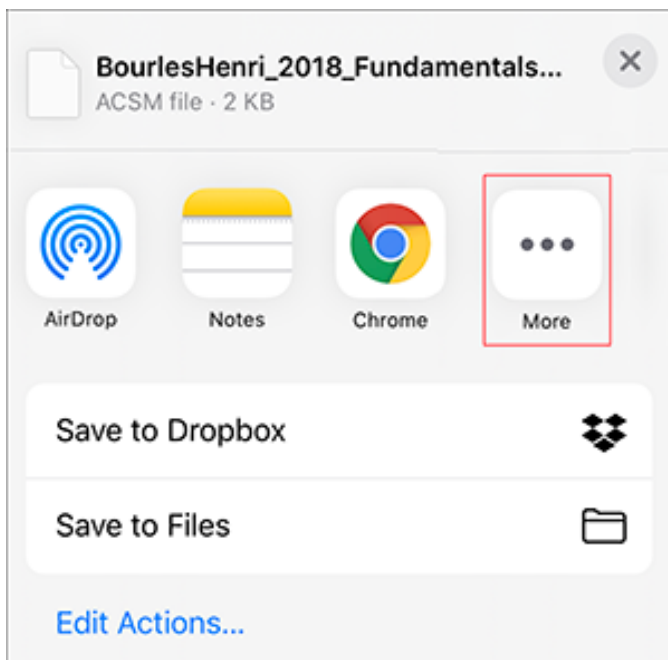 BourlesHenri_2018_Fundamentals...
ACSM file · 2 KB
AirDrop
Notes
Chrome
More
Save to Dropbox
Save to Files
Edit Actions...